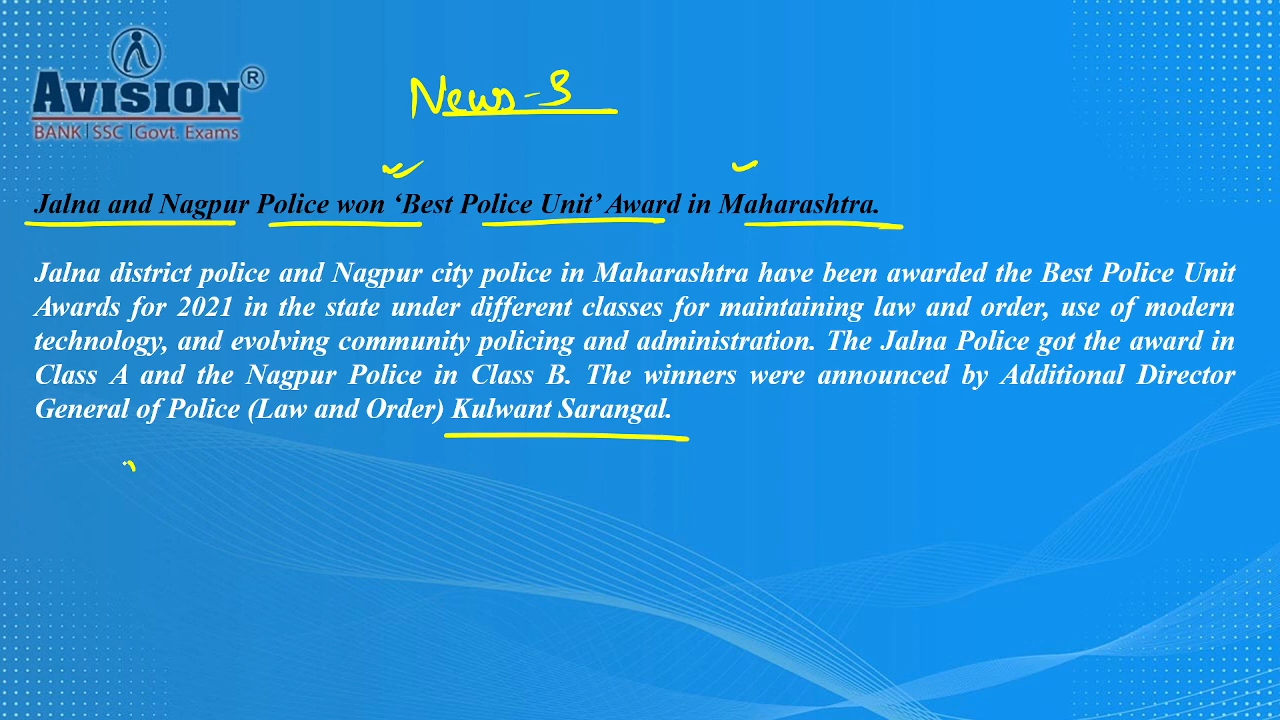 AVISION®
BANK|SSC|Govt. Exams
News-3
Jalna and Nagpur Police won ‘Best Police Unit’ Award in Maharashtra.
Jalna district police and Nagpur city police in Maharashtra have been awarded the Best Police Unit
Awards for 2021 in the state under different classes for maintaining law and order, use of modern
technology, and evolving community policing and administration. The Jalna Police got the award in
Class A and the Nagpur Police in Class B. The winners were announced by Additional Director
General of Police (Law and Order) Kulwant Sarangal.